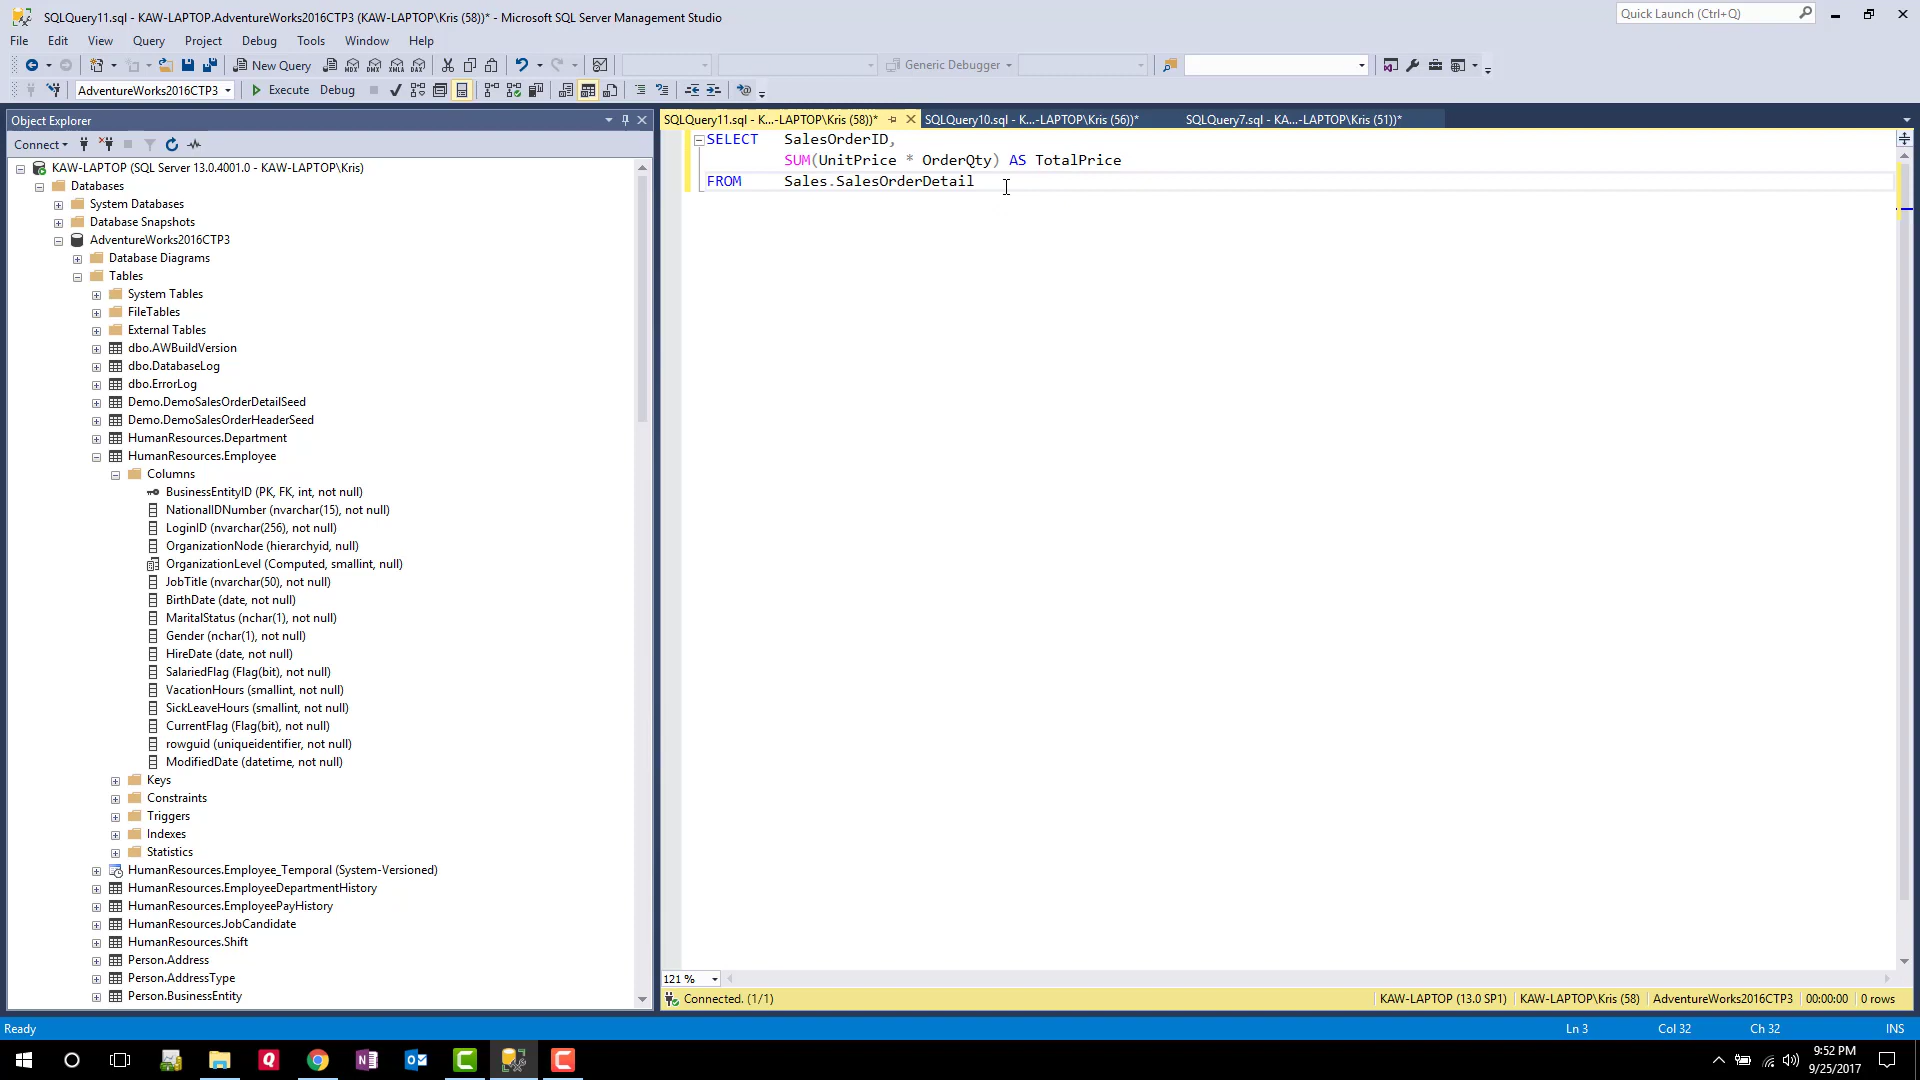 SQLQuery11.sql - KAW-LAPTOP.AdventureWorks2016CTP3 (KAW-LAPTOP\Kris (58))* - Microsoft SQL Server Management Studio
Quick Launch (Ctrl+Q)
File Edit View Query Project Debug Tools Window Help
New Query MDX DMX XMLA DAX Generic Debugger
AdventureWorks2016CTP3 Execute Debug
Object Explorer
SQLQuery11.sql - K...-LAPTOP\Kris (58))* SQLQuery10.sql - K...-LAPTOP\Kris (56))* SQLQuery7.sql - KA...-LAPTOP\Kris (51))*
Connect
KAW-LAPTOP (SQL Server 13.0.4001.0 - KAW-LAPTOP\Kris)
Databases
System Databases
Database Snapshots
AdventureWorks2016CTP3
Database Diagrams
Tables
System Tables
FileTables
External Tables
dbo.AWBuildVersion
dbo.DatabaseLog
dbo.ErrorLog
Demo.DemoSalesOrderDetailSeed
Demo.DemoSalesOrderHeaderSeed
HumanResources.Department
HumanResources.Employee
Columns
BusinessEntityID (PK, FK, int, not null)
NationalIDNumber (nvarchar(15), not null)
LoginID (nvarchar(256), not null)
OrganizationNode (hierarchyid, null)
OrganizationLevel (Computed, smallint, null)
JobTitle (nvarchar(50), not null)
BirthDate (date, not null)
MaritalStatus (nchar(1), not null)
Gender (nchar(1), not null)
HireDate (date, not null)
SalariedFlag (Flag(bit), not null)
VacationHours (smallint, not null)
SickLeaveHours (smallint, not null)
CurrentFlag (Flag(bit), not null)
rowguid (uniqueidentifier, not null)
ModifiedDate (datetime, not null)
Keys
Constraints
Triggers
Indexes
Statistics
HumanResources.Employee_Temporal (System-Versioned)
HumanResources.EmployeeDepartmentHistory
HumanResources.EmployeePayHistory
HumanResources.JobCandidate
HumanResources.Shift
Person.Address
Person.AddressType
Person.BusinessEntity
SELECT SalesOrderID,
SUM(UnitPrice * OrderQty) AS TotalPrice
FROM Sales.SalesOrderDetail
121 %
Connected. (1/1) KAW-LAPTOP (13.0 SP1) KAW-LAPTOP\Kris (58) AdventureWorks2016CTP3 00:00:00 0 rows
Ready Ln 3 Col 32 Ch 32 INS
9:52 PM
9/25/2017